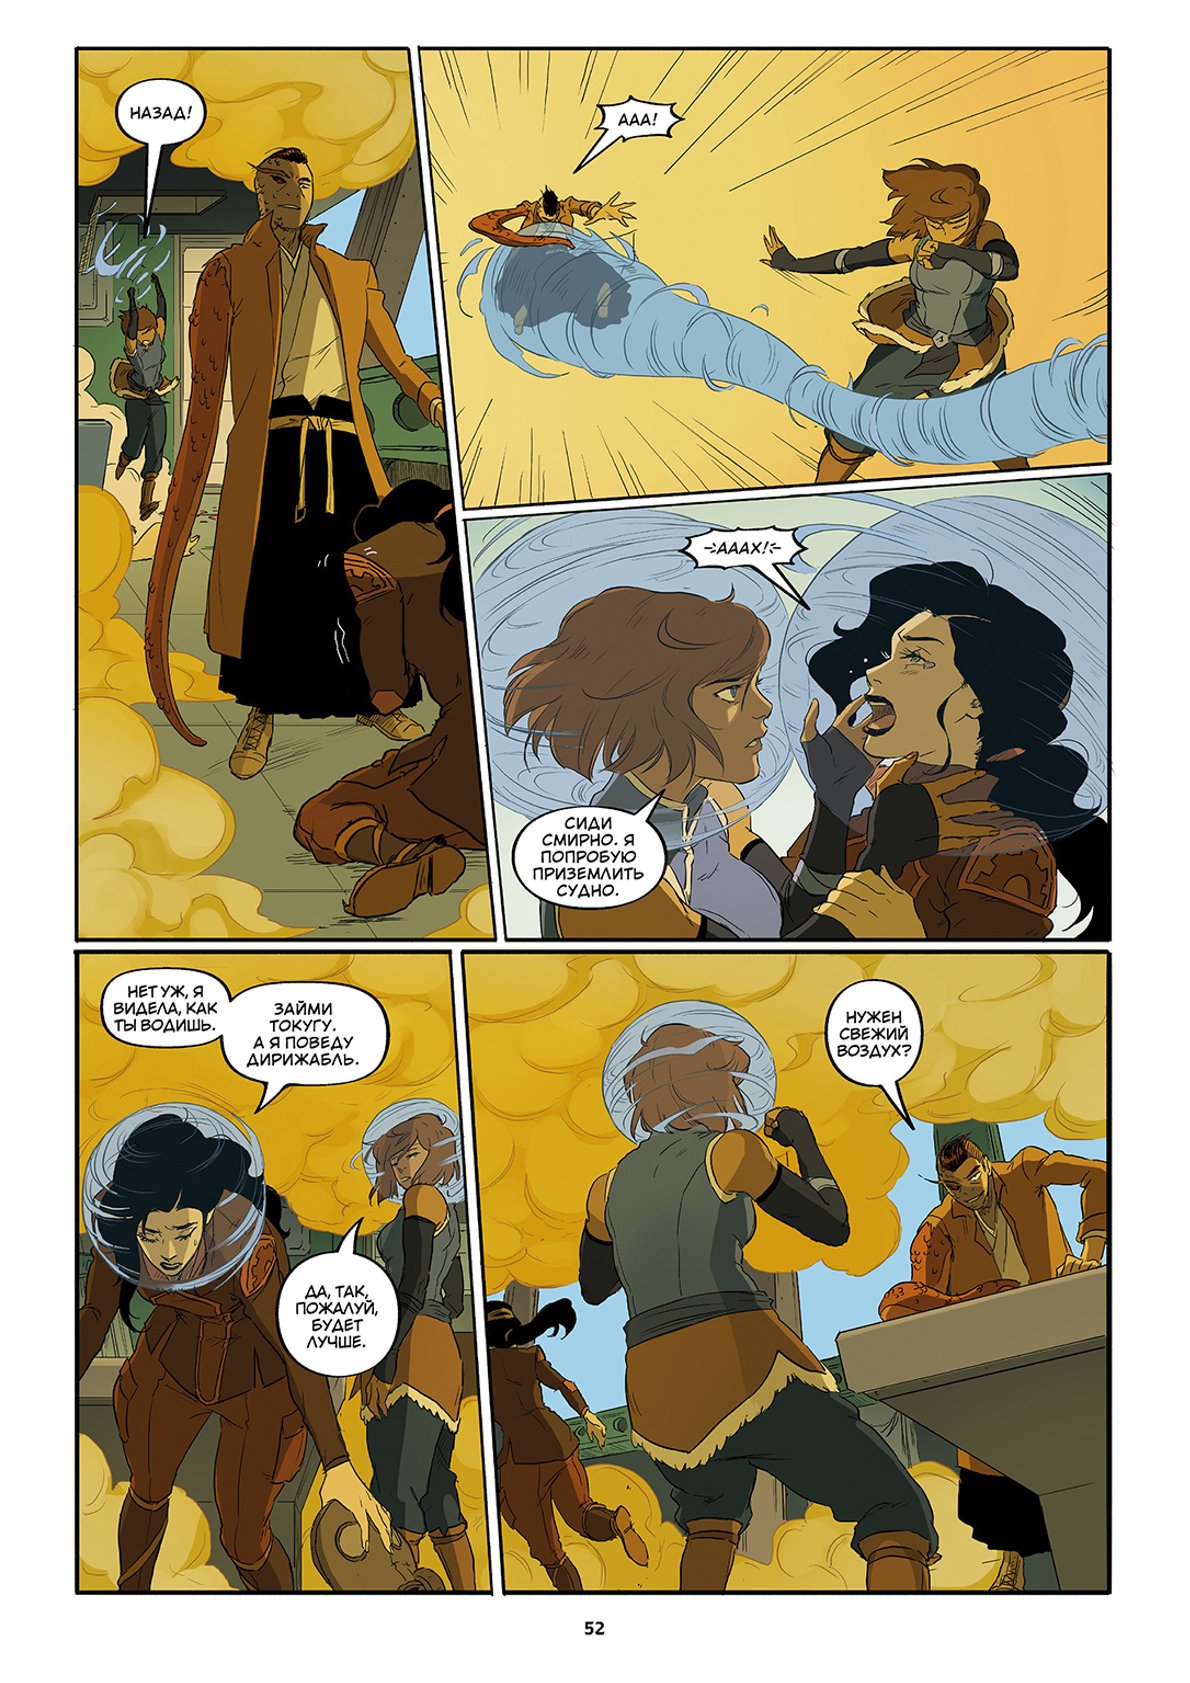 НАЗАД!
ААА!
АААХ!
СИДИ
СМИРНО. Я
ПОПРОБУЮ
ПРИЗЕМЛИТЬ
СУДНО.
НЕТ УЖ, Я
ВИДЕЛА, КАК
ТЫ ВОДИШЬ.
ЗАЙМИ
ТОКУГУ.
А Я ПОВЕДУ
ДИРИЖАБЛЬ.
ДА, ТАК,
ПОЖАЛУЙ,
БУДЕТ
ЛУЧШЕ.
НУЖЕН
СВЕЖИЙ
ВОЗДУХ?
52